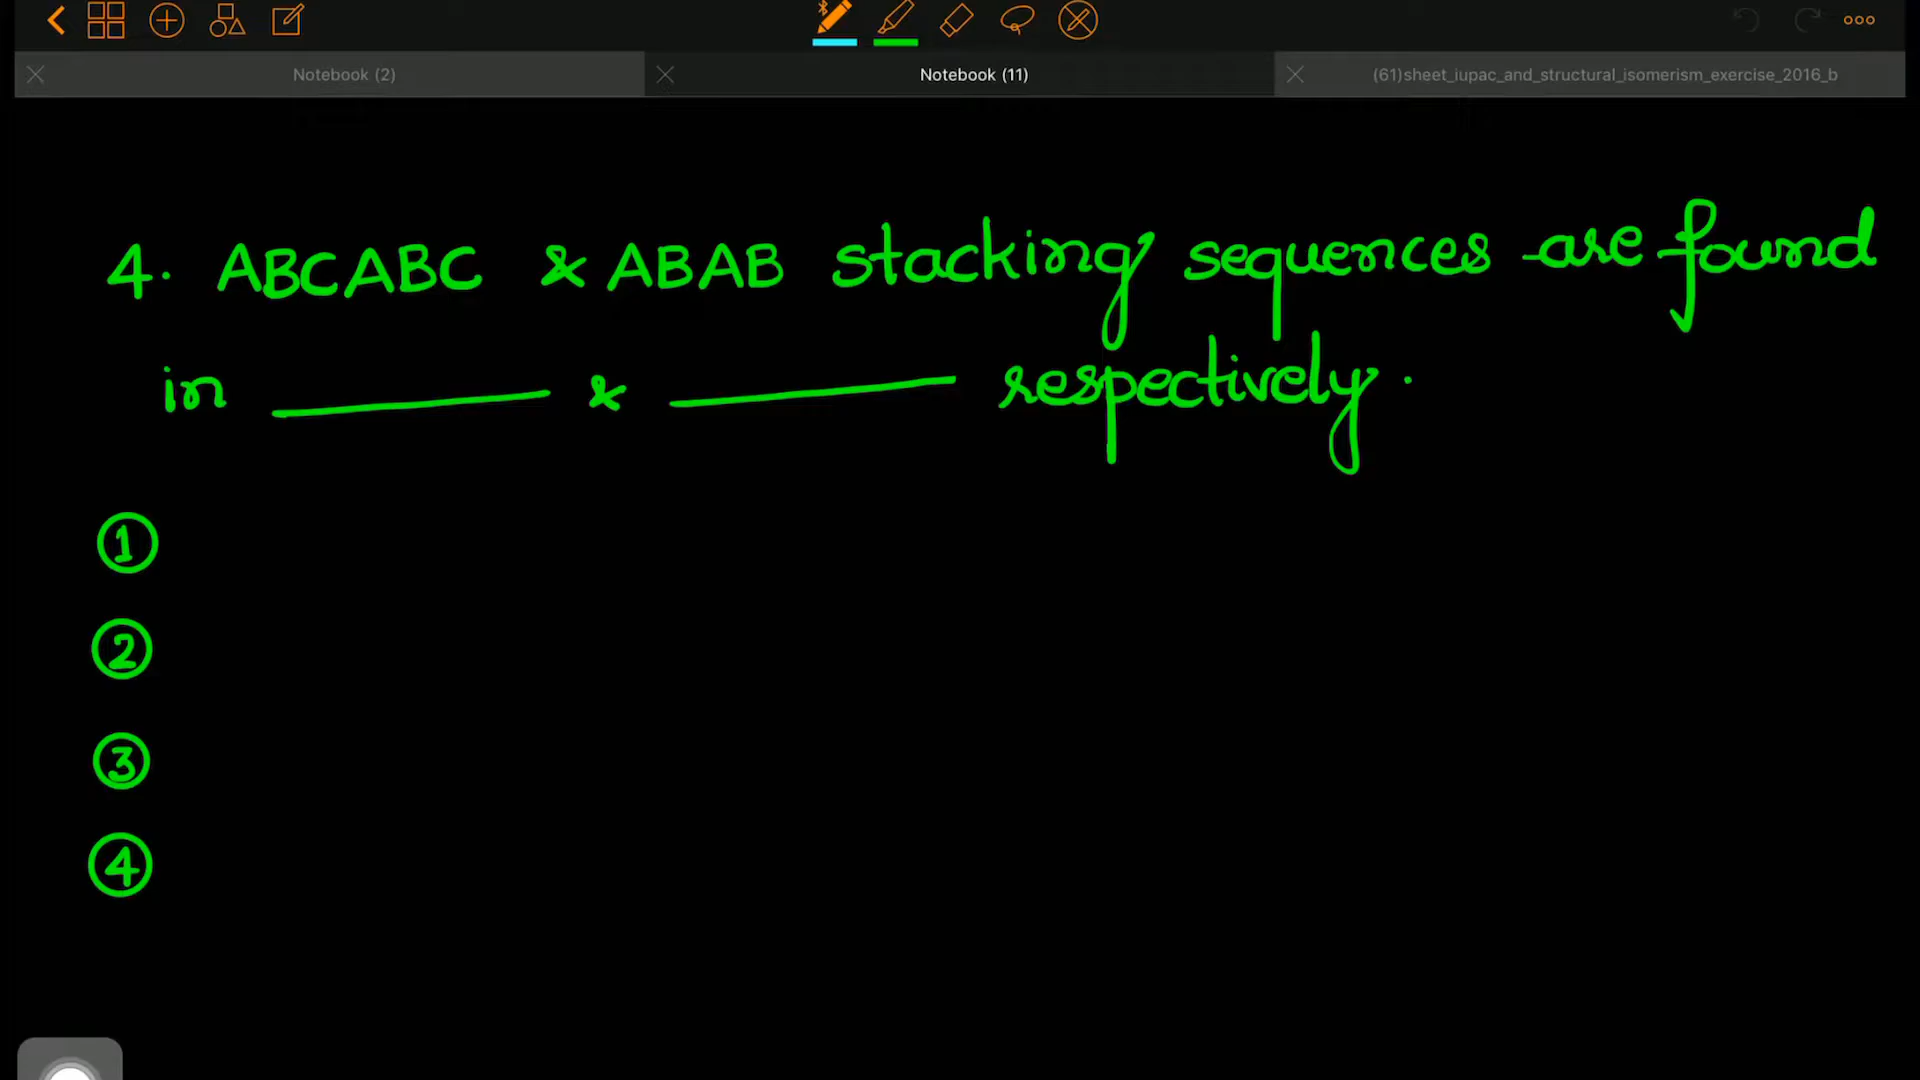 Notebook (2)
Notebook (11)
(61)sheet_iupac_and_structural_isomerism_exercise_2016_b
4. ABCABC & ABAB stacking sequences are found
in ______ & ______ respectively.
1
2
3
4